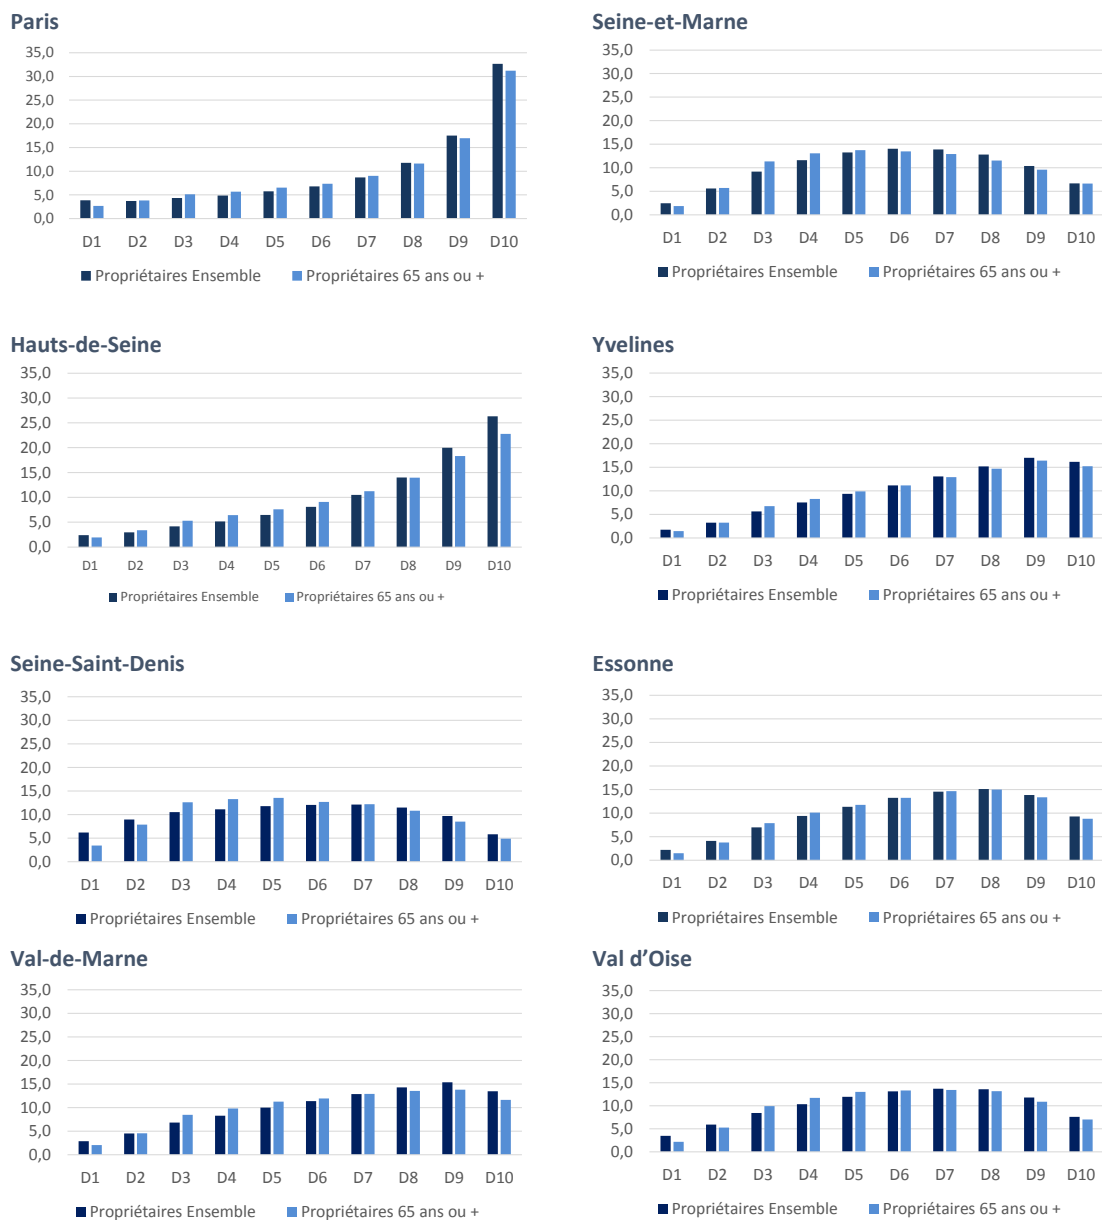 Paris
35,0
30,0
25,0
20,0
15,0
10,0
5,0
0,0
D1 D2 D3 D4 D5 D6 D7 D8 D9 D10
Propriétaires Ensemble Propriétaires 65 ans ou +
Seine-et-Marne
35,0
30,0
25,0
20,0
15,0
10,0
5,0
0,0
D1 D2 D3 D4 D5 D6 D7 D8 D9 D10
Propriétaires Ensemble Propriétaires 65 ans ou +
Hauts-de-Seine
35,0
30,0
25,0
20,0
15,0
10,0
5,0
0,0
D1 D2 D3 D4 D5 D6 D7 D8 D9 D10
Propriétaires Ensemble Propriétaires 65 ans ou +
Yvelines
35,0
30,0
25,0
20,0
15,0
10,0
5,0
0,0
D1 D2 D3 D4 D5 D6 D7 D8 D9 D10
Propriétaires Ensemble Propriétaires 65 ans ou +
Seine-Saint-Denis
35,0
30,0
25,0
20,0
15,0
10,0
5,0
0,0
D1 D2 D3 D4 D5 D6 D7 D8 D9 D10
Propriétaires Ensemble Propriétaires 65 ans ou +
Essonne
35,0
30,0
25,0
20,0
15,0
10,0
5,0
0,0
D1 D2 D3 D4 D5 D6 D7 D8 D9 D10
Propriétaires Ensemble Propriétaires 65 ans ou +
Val-de-Marne
35,0
30,0
25,0
20,0
15,0
10,0
5,0
0,0
D1 D2 D3 D4 D5 D6 D7 D8 D9 D10
Propriétaires Ensemble Propriétaires 65 ans ou +
Val d’Oise
35,0
30,0
25,0
20,0
15,0
10,0
5,0
0,0
D1 D2 D3 D4 D5 D6 D7 D8 D9 D10
Propriétaires Ensemble Propriétaires 65 ans ou +